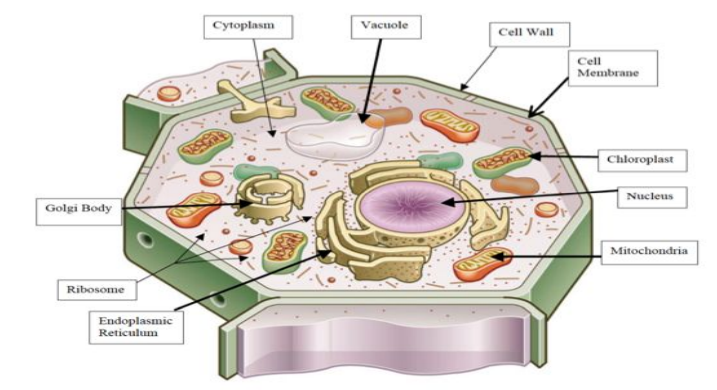 Cytoplasm
Vacuole
Cell Wall
Cell
Membrane
Chloroplast
Nucleus
Golgi Body
Mitochondria
Ribosome
Endoplasmic
Reticulum